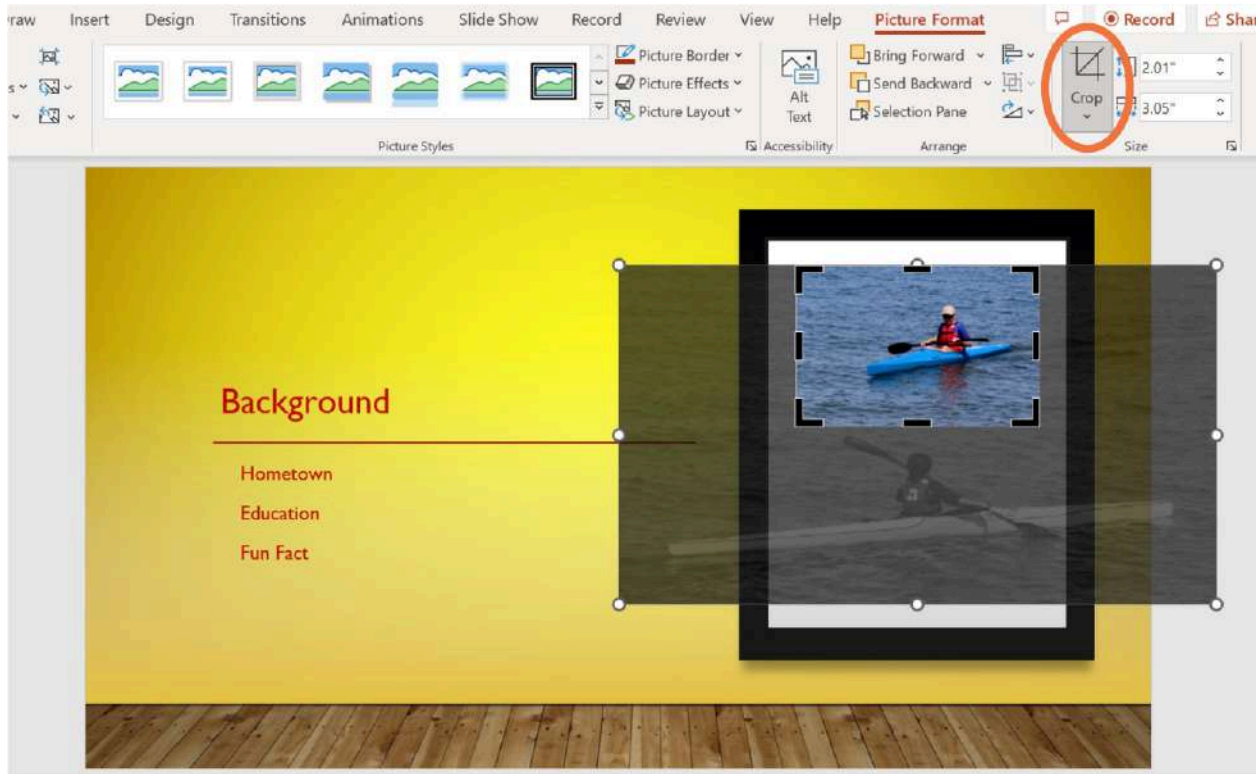 Insert Design Transitions Animations Slide Show Record Review View Help Picture Format Record
Picture Border
Picture Effects
Picture Layout
Alt
Text
Bring Forward
Send Backward
Selection Pane
Crop
2.01"
3.05"
Picture Styles Accessibility Arrange Size
Background
Hometown
Education
Fun Fact